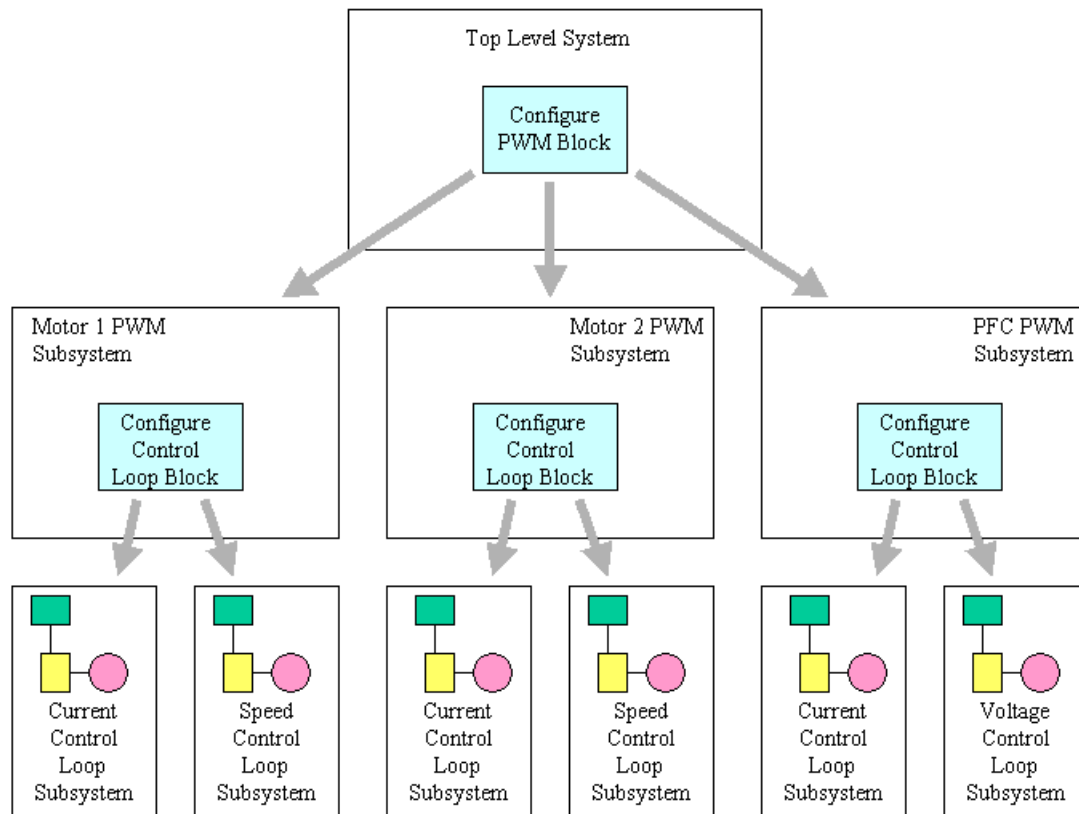 Top Level System
Configure
PWM Block
Motor 1 PWM
Subsystem
Configure
Control
Loop Block
Motor 2 PWM
Subsystem
Configure
Control
Loop Block
PFC PWM
Subsystem
Configure
Control
Loop Block
Current
Control
Loop
Subsystem
Speed
Control
Loop
Subsystem
Current
Control
Loop
Subsystem
Speed
Control
Loop
Subsystem
Current
Control
Loop
Subsystem
Voltage
Control
Loop
Subsystem